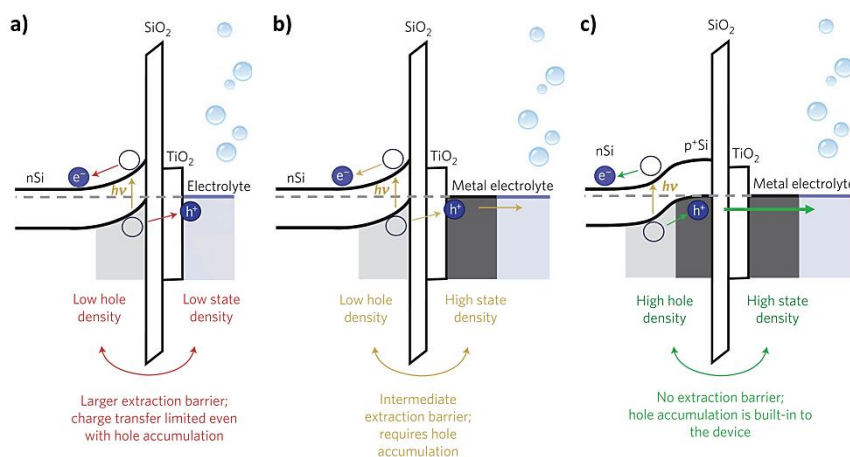 a)
SiO2
nSi
e−
hν
TiO2
Electrolyte
h+
Low hole
density
Low state
density
Larger extraction barrier;
charge transfer limited even
with hole accumulation
b)
SiO2
nSi
e−
hν
TiO2
Metal electrolyte
h+
Low hole
density
High state
density
Intermediate
extraction barrier;
requires hole
accumulation
c)
SiO2
nSi
e−
hν
p+Si
TiO2
Metal electrolyte
h+
High hole
density
High state
density
No extraction barrier;
hole accumulation is built-in to
the device